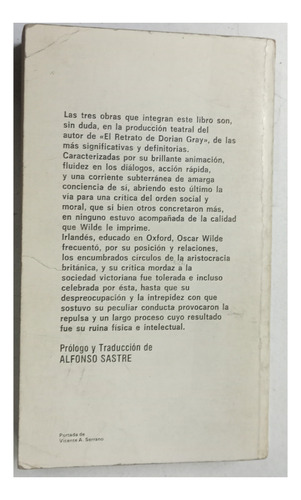 Las tres obras que integran este libro son,
sin duda, en la producción teatral del
autor de «El Retrato de Dorian Gray», de las
más significativas y definitorias.
Caracterizadas por su brillante animación,
fluidez en los diálogos, acción rápida,
y una corriente subterránea de amarga
conciencia de sí, abriendo esto último la
vía para una crítica del orden social y
moral, que si bien otros concretaron más,
en ninguno estuvo acompañada de la calidad
que Wilde le imprime.
Irlandés, educado en Oxford, Oscar Wilde
frecuentó, por su posición y relaciones,
los encumbrados círculos de la aristocracia
británica, y su crítica mordaz a la
sociedad victoriana fue tolerada e incluso
celebrada por ésta, hasta que su
despreocupación y la intrepidez con que
sostuvo su peculiar conducta provocaron la
repulsa y un largo proceso cuyo resultado
fue su ruina física e intelectual.
Prólogo y Traducción de
ALFONSO SASTRE
Portada de
Vicente A. Serrano